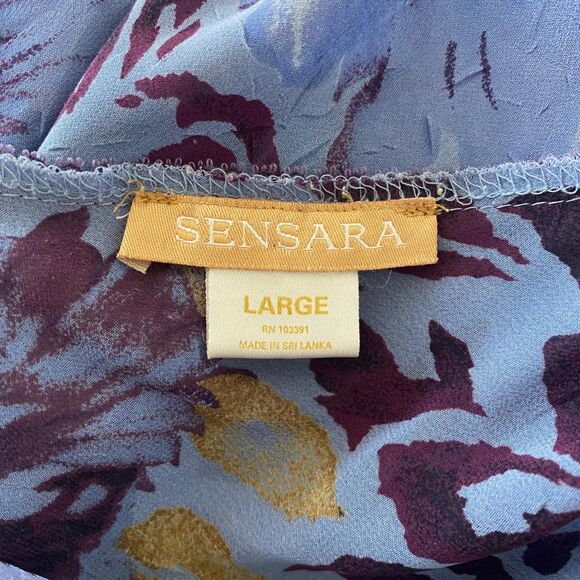 SENSARA
LARGE
RN 103391
MADE IN SRI LANKA